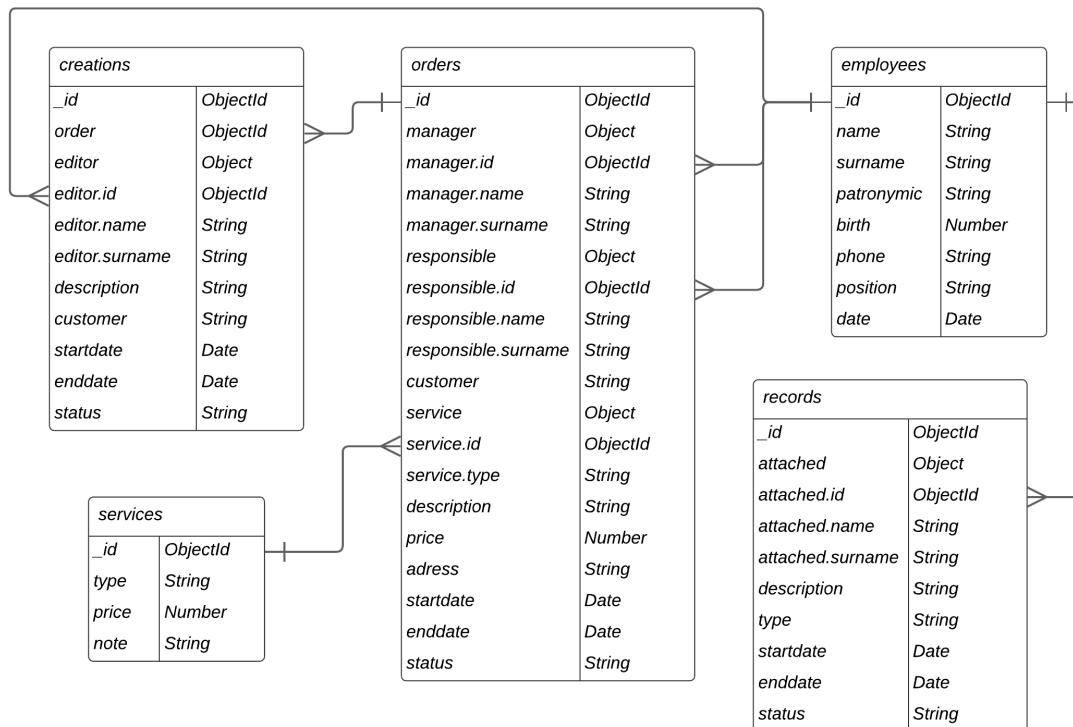 creations
_id ObjectId
order ObjectId
editor Object
editor.id ObjectId
editor.name String
editor.surname String
description String
customer String
startdate Date
enddate Date
status String
services
_id ObjectId
type String
price Number
note String
orders
_id ObjectId
manager Object
manager.id ObjectId
manager.name String
manager.surname String
responsible Object
responsible.id ObjectId
responsible.name String
responsible.surname String
customer String
service Object
service.id ObjectId
service.type String
description String
price Number
adress String
startdate Date
enddate Date
status String
employees
_id ObjectId
name String
surname String
patronymic String
birth Number
phone String
position String
date Date
records
_id ObjectId
attached Object
attached.id ObjectId
attached.name String
attached.surname String
description String
type String
startdate Date
enddate Date
status String